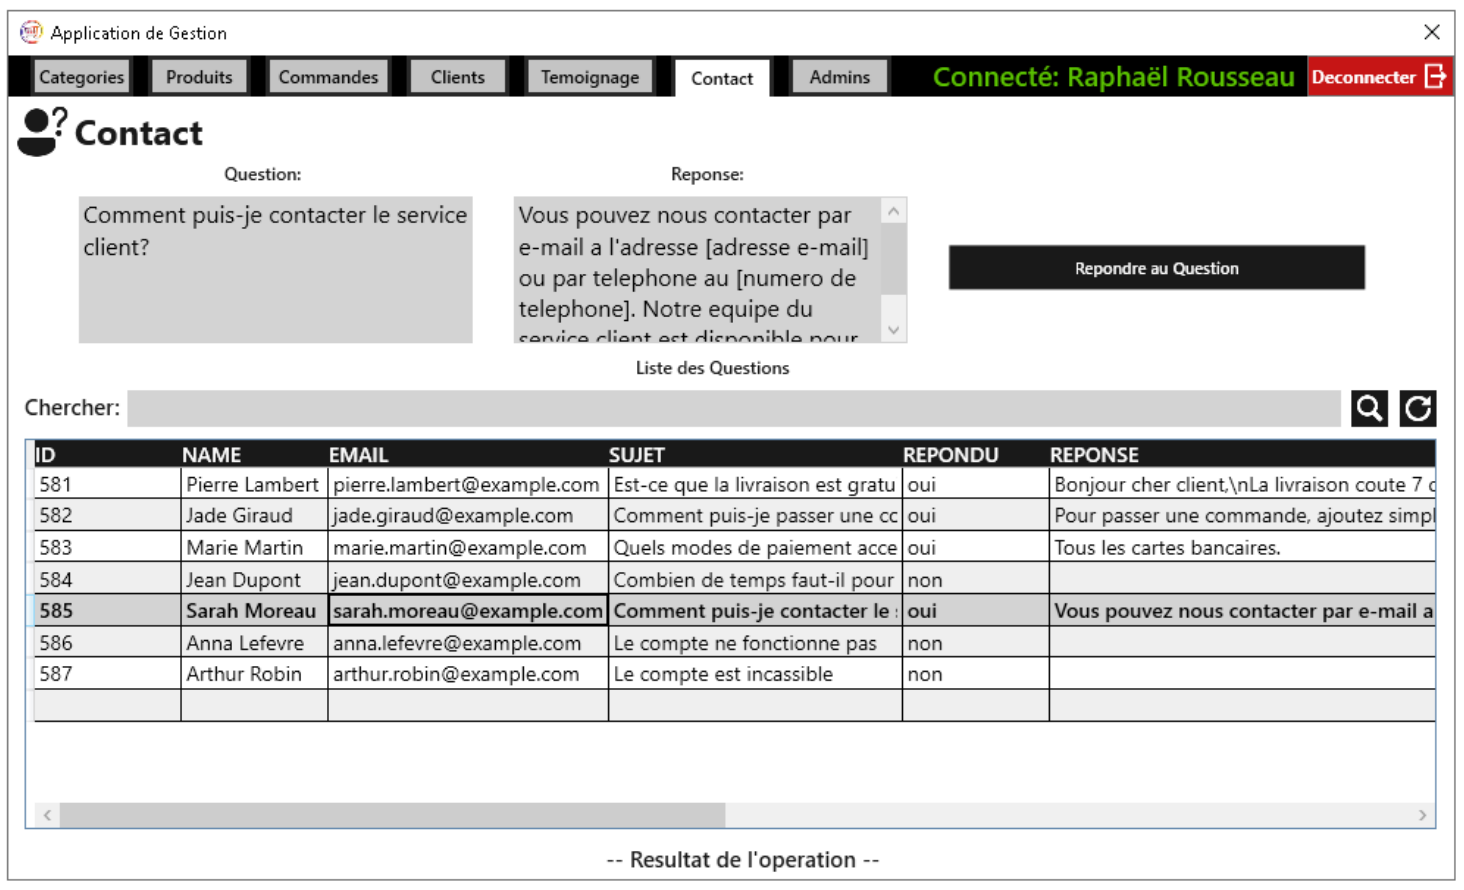 Application de Gestion
Categories Produits Commandes Clients Temoignage Contact Admins Connecté: Raphaël Rousseau Deconnecter
Contact
Question: Reponse:
Comment puis-je contacter le service
client?
Vous pouvez nous contacter par
e-mail a l'adresse [adresse e-mail]
ou par telephone au [numero de
telephone]. Notre equipe du
service client est disponible pour
Repondre au Question
Liste des Questions
Chercher:
ID NAME EMAIL SUJET REPONDU REPONSE
581 Pierre Lambert pierre.lambert@example.com Est-ce que la livraison est gratu oui Bonjour cher client,\nLa livraison coute 7
582 Jade Giraud jade.giraud@example.com Comment puis-je passer une oui Pour passer une commande, ajoutez simpl
583 Marie Martin marie.martin@example.com Quels modes de paiement acce oui Tous les cartes bancaires.
584 Jean Dupont jean.dupont@example.com Combien de temps faut-il pour non
585 Sarah Moreau sarah.moreau@example.com Comment puis-je contacter le oui Vous pouvez nous contacter par e-mail a
586 Anna Lefevre anna.lefevre@example.com Le compte ne fonctionne pas non
587 Arthur Robin arthur.robin@example.com Le compte est incassible non
-- Resultat de l'operation --